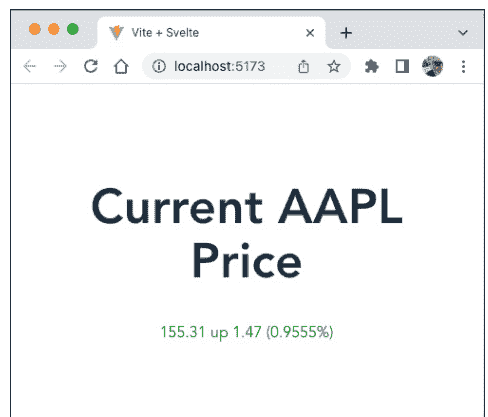 Vite + Svelte
localhost:5173
Current AAPL
Price
155.31 up 1.47 (0.9555%)